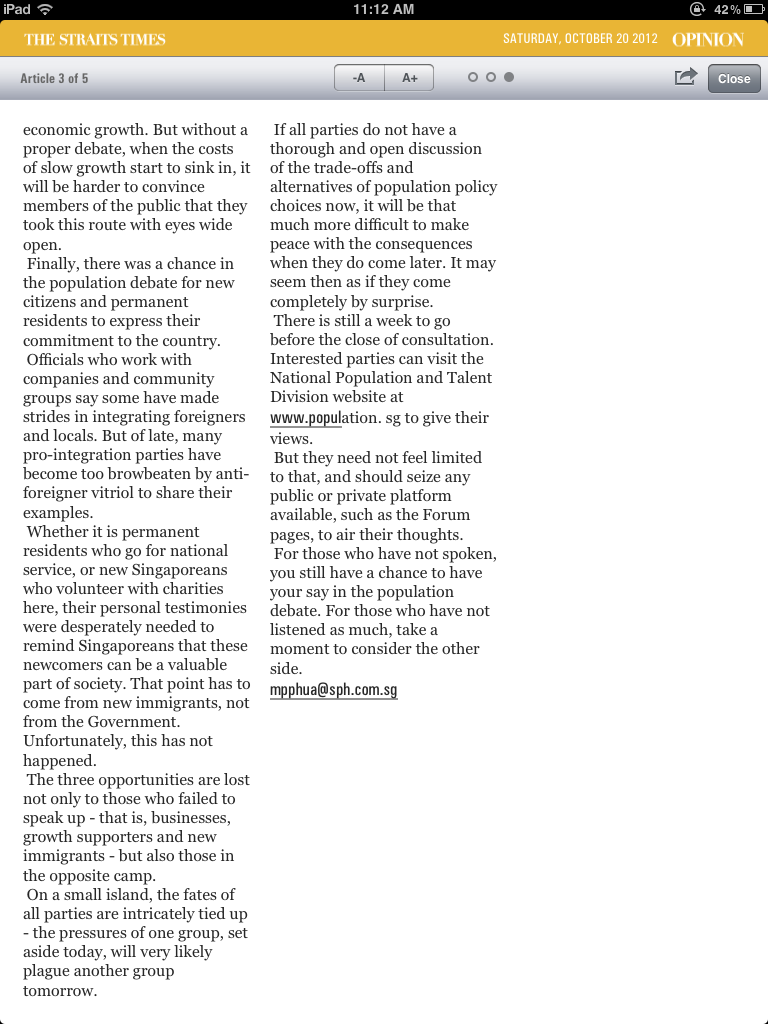 iPad
11:12 AM
42%
THE STRAITS TIMES
SATURDAY, OCTOBER 20 2012 OPINION
Article 3 of 5
-A
A+
Close
economic growth. But without a
proper debate, when the costs
of slow growth start to sink in, it
will be harder to convince
members of the public that they
took this route with eyes wide
open.
Finally, there was a chance in
the population debate for new
citizens and permanent
residents to express their
commitment to the country.
Officials who work with
companies and community
groups say some have made
strides in integrating foreigners
and locals. But of late, many
pro-integration parties have
become too browbeaten by anti-
foreigner vitriol to share their
examples.
Whether it is permanent
residents who go for national
service, or new Singaporeans
who volunteer with charities
here, their personal testimonies
were desperately needed to
remind Singaporeans that these
newcomers can be a valuable
part of society. That point has to
come from new immigrants, not
from the Government.
Unfortunately, this has not
happened.
The three opportunities are lost
not only to those who failed to
speak up - that is, businesses,
growth supporters and new
immigrants - but also those in
the opposite camp.
On a small island, the fates of
all parties are intricately tied up
- the pressures of one group, set
aside today, will very likely
plague another group
tomorrow.
If all parties do not have a
thorough and open discussion
of the trade-offs and
alternatives of population policy
choices now, it will be that
much more difficult to make
peace with the consequences
when they do come later. It may
seem then as if they come
completely by surprise.
There is still a week to go
before the close of consultation.
Interested parties can visit the
National Population and Talent
Division website at
www.population. sg to give their
views.
But they need not feel limited
to that, and should seize any
public or private platform
available, such as the Forum
pages, to air their thoughts.
For those who have not spoken,
you still have a chance to have
your say in the population
debate. For those who have not
listened as much, take a
moment to consider the other
side.
mpphua@sph.com.sg